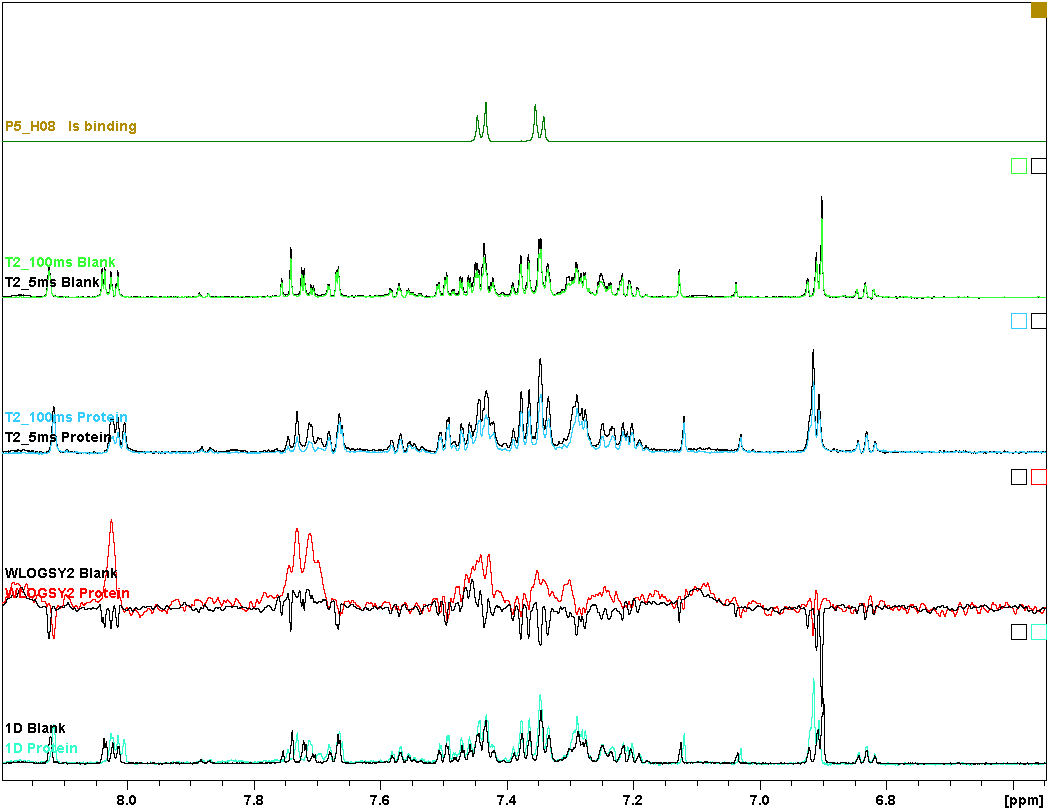 P5_H08 Is binding
T2_100ms Blank
T2_5ms Blank
T2_100ms Protein
T2_5ms Protein
WLOGSY2 Blank
WLOGSY2 Protein
1D Blank
1D Protein
8.0 7.8 7.6 7.4 7.2 7.0 6.8 [ppm]